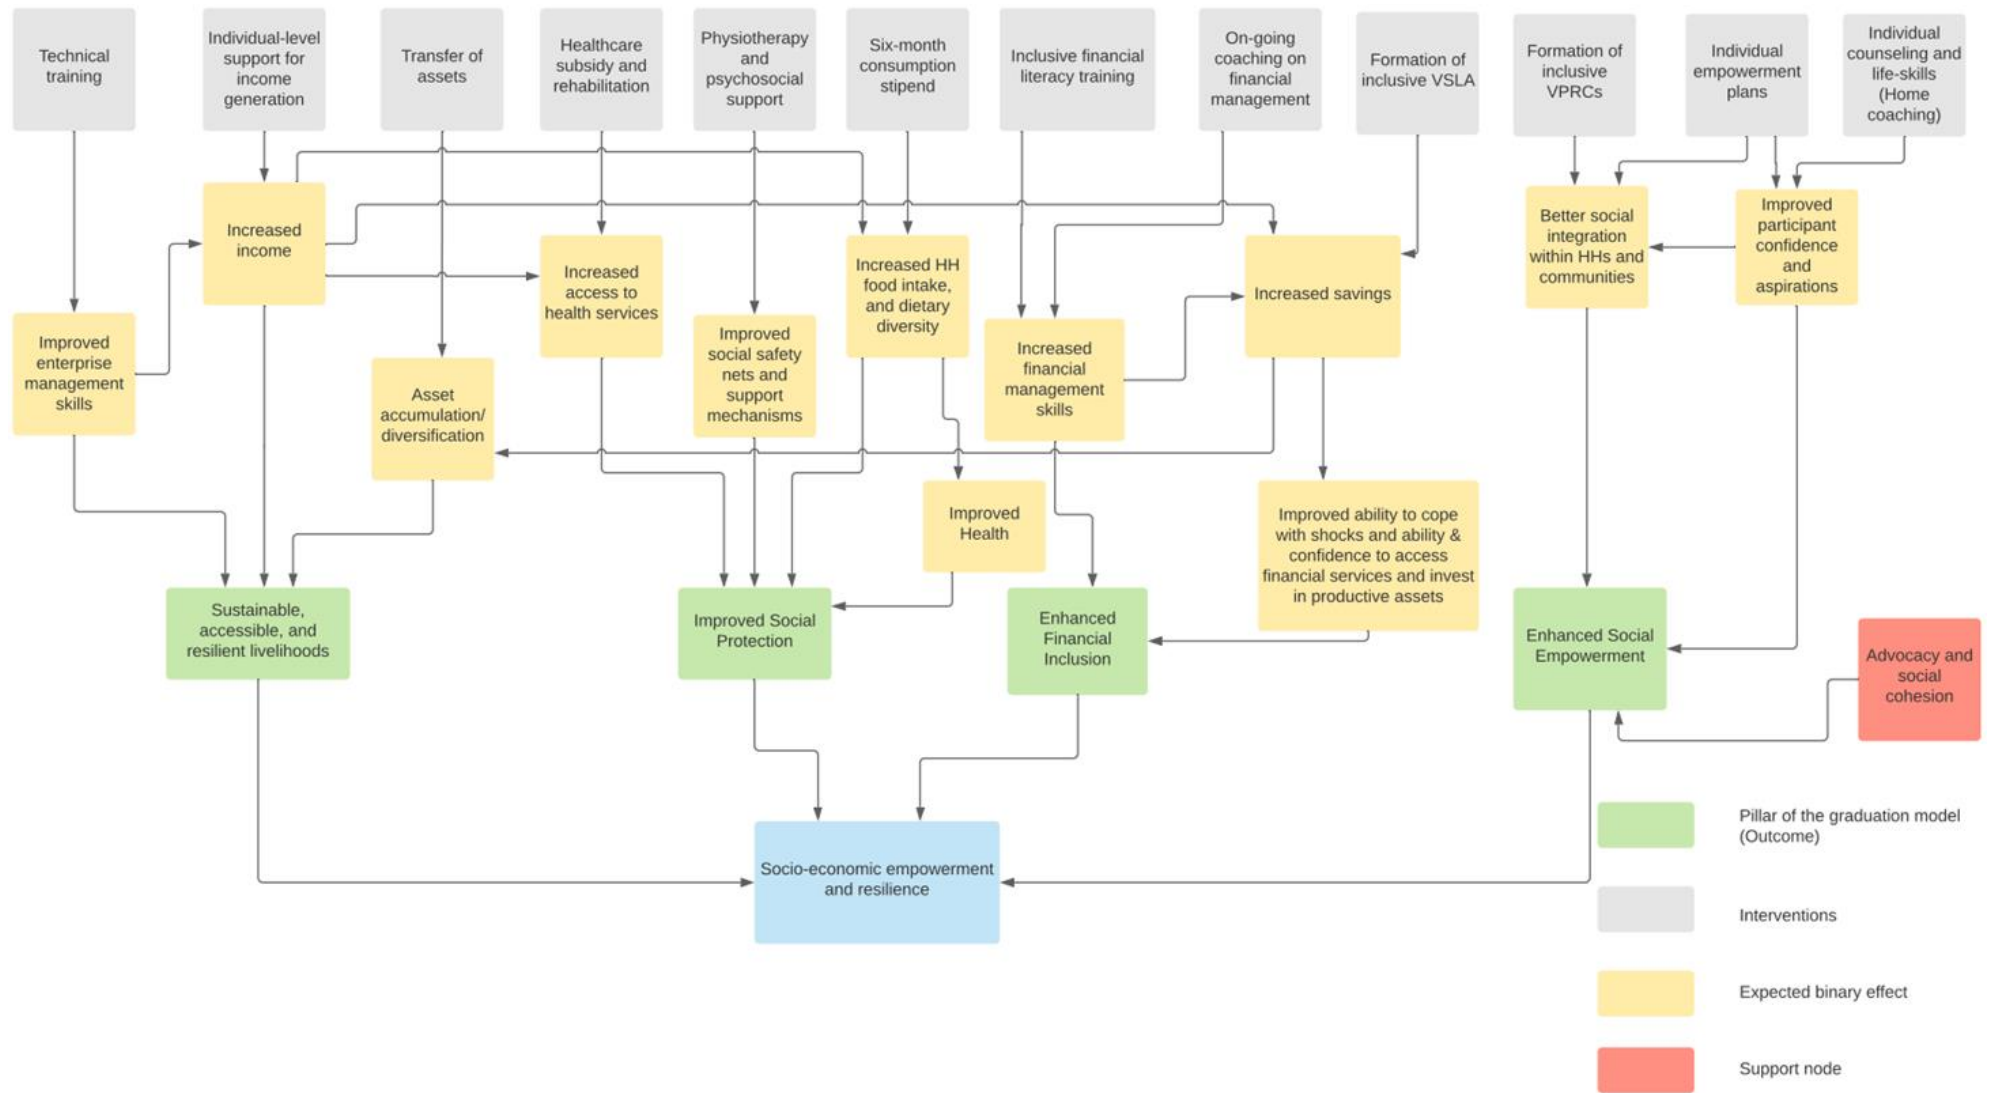 Technical
training
Individual-level
support for
income
generation
Transfer of
assets
Healthcare
subsidy and
rehabilitation
Physiotherapy
and
psychosocial
support
Six-month
consumption
stipend
Inclusive financial
literacy training
On-going
coaching on
financial
management
Formation of
inclusive VSLA
Formation of
inclusive
VPRCs
Individual
empowerment
plans
Individual
counseling and
life-skills
(Home
coaching)
Increased
income
Improved
enterprise
management
skills
Asset
accumulation/
diversification
Increased
access to
health services
Improved
social safety
nets and
support
mechanisms
Increased HH
food intake,
and dietary
diversity
Increased
financial
management
skills
Increased savings
Better social
integration
within HHs and
communities
Improved
participant
confidence
and
aspirations
Improved
Health
Improved ability to cope
with shocks and ability &
confidence to access
financial services and invest
in productive assets
Sustainable,
accessible, and
resilient livelihoods
Improved Social
Protection
Enhanced
Financial
Inclusion
Enhanced Social
Empowerment
Advocacy and
social
cohesion
Socio-economic empowerment
and resilience
Pillar of the graduation model
(Outcome)
Interventions
Expected binary effect
Support node